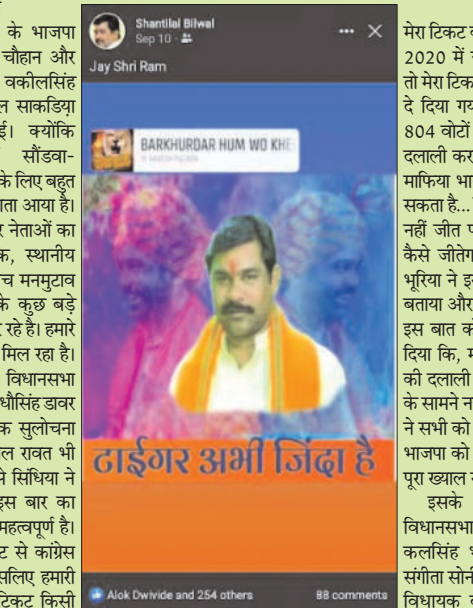 के भाजपा
चौहान और
वकीलसिंह
ल साकडिया
ई। क्योंकि
सौंडवा-
के लिए बहुत
ाता आया है।
र नेताओं का
क, स्थानीय
च मनमुटाव
के कुछ बड़े
रहे है। हमारे
मिल रहा है।
विधानसभा
धौसिंह डावर
क सुलोचना
ल रावत भी
से सिंधिया ने
इस बार का
महत्वपूर्ण है।
ट से कांग्रेस
सलिए हमारी
टिकट किसी
Shantilal Bilwal
Sep 10
Jay Shri Ram
BARKHURDAR HUM WO KHE
टाईगर अभी जिंदा है
Alok Dwivide and 254 others
88 comments
मेरा टिकट
2020 में
तो मेरा टिक
दे दिया गय
804 वोटों
दलाली कर
माफिया भा
सकता है...
नहीं जीत प
कैसे जीतेग
भूरिया ने इ
बताया और
इस बात क
दिया कि, म
की दलाली
के सामने न
ने सभी को
भाजपा को
पूरा ख्याल
इसके
विधानसभा
कलसिंह भ
संगीता सोनी
विधायक